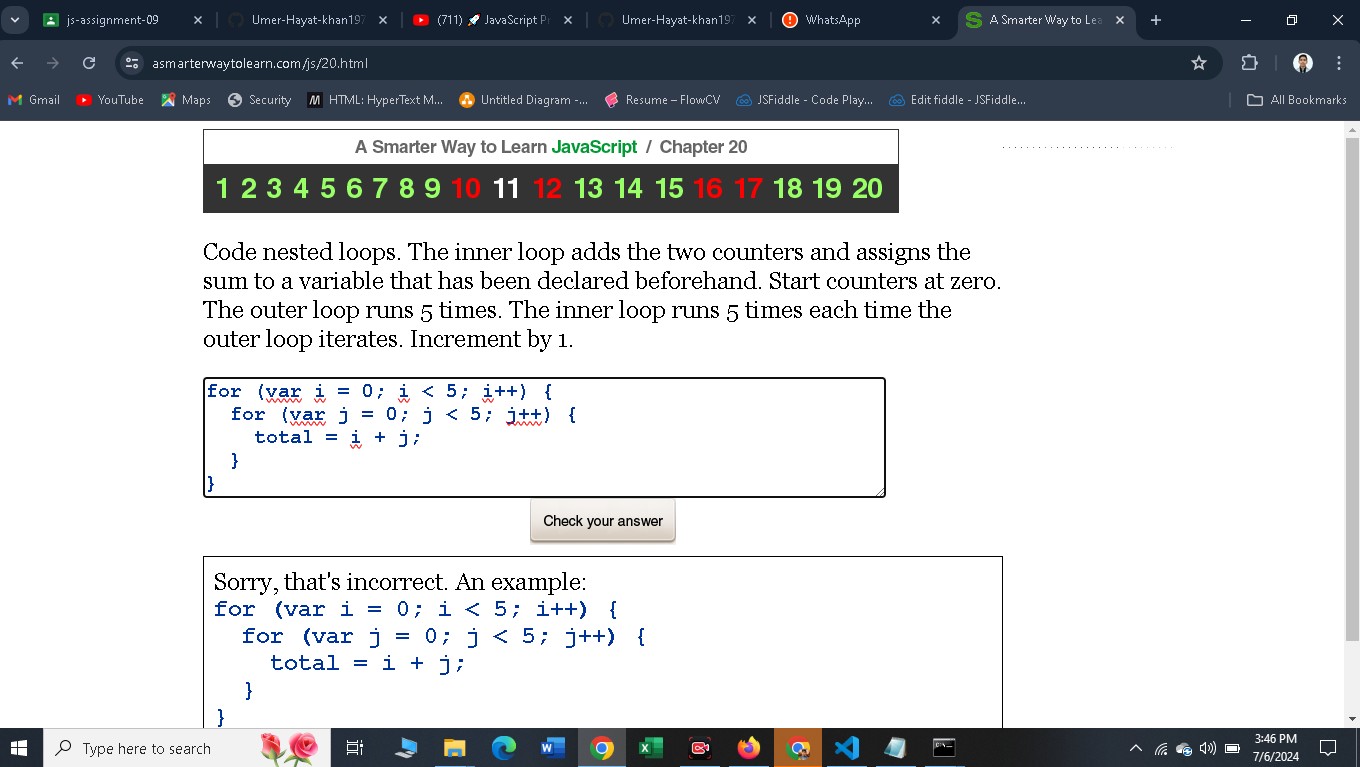 js-assignment-09
Umer-Hayat-khan197
(711) 🚀 JavaScript Pr
Umer-Hayat-khan197
WhatsApp
A Smarter Way to Lea
asmarterwaytolearn.com/js/20.html
Gmail
YouTube
Maps
Security
HTML: HyperText M...
Untitled Diagram -...
Resume – FlowCV
JSFiddle - Code Play...
Edit fiddle - JSFiddle...
All Bookmarks
A Smarter Way to Learn JavaScript / Chapter 20
1 2 3 4 5 6 7 8 9 10 11 12 13 14 15 16 17 18 19 20
Code nested loops. The inner loop adds the two counters and assigns the
sum to a variable that has been declared beforehand. Start counters at zero.
The outer loop runs 5 times. The inner loop runs 5 times each time the
outer loop iterates. Increment by 1.
for (var i = 0; i < 5; i++) {
  for (var j = 0; j < 5; j++) {
    total = i + j;
  }
}
Check your answer
Sorry, that's incorrect. An example:
for (var i = 0; i < 5; i++) {
  for (var j = 0; j < 5; j++) {
    total = i + j;
  }
}
Type here to search
3:46 PM
7/6/2024